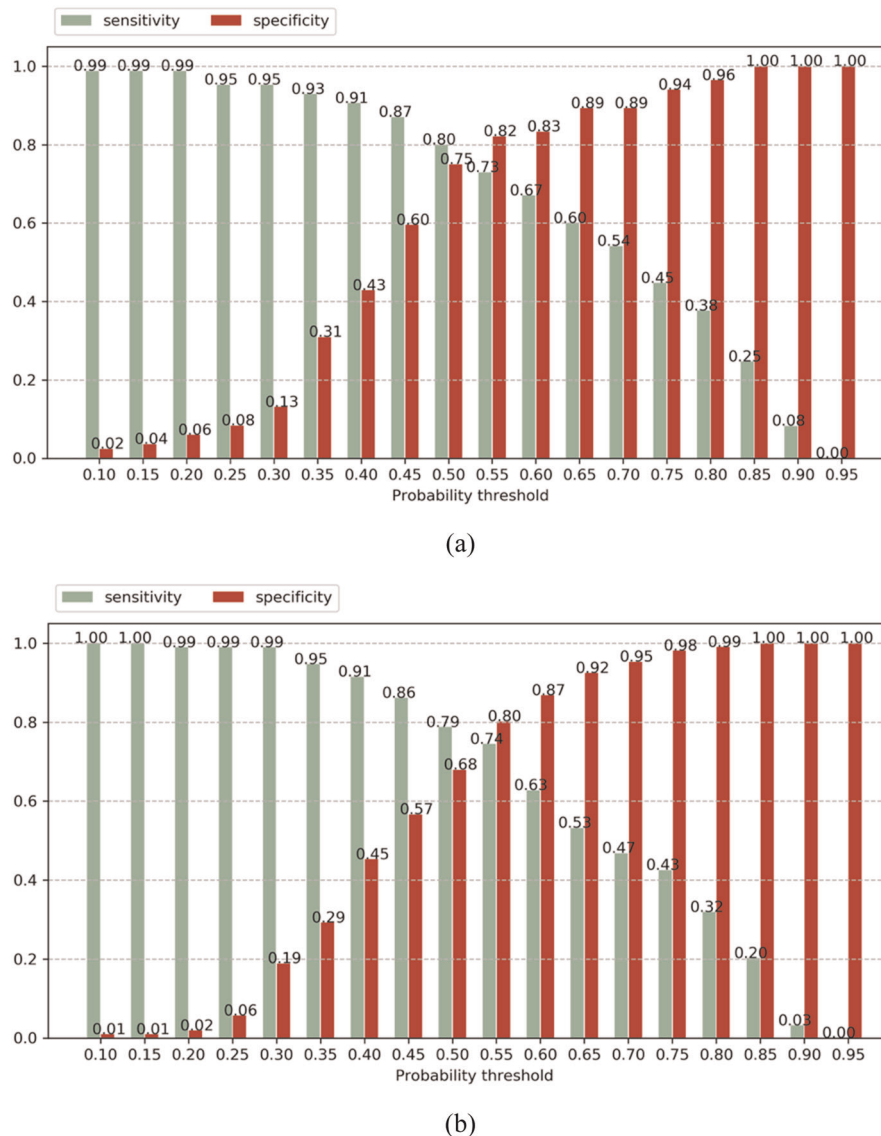 sensitivity specificity
0.99 0.99 0.99 0.95 0.95 0.93 0.91 0.87 0.80 0.73 0.67 0.60 0.54 0.45 0.38 0.25 0.08 0.00
0.02 0.04 0.06 0.08 0.13 0.31 0.43 0.60 0.75 0.82 0.83 0.89 0.89 0.94 0.96 1.00 1.00 1.00
1.0
0.8
0.6
0.4
0.2
0.0
0.10 0.15 0.20 0.25 0.30 0.35 0.40 0.45 0.50 0.55 0.60 0.65 0.70 0.75 0.80 0.85 0.90 0.95
Probability threshold
(a)
sensitivity specificity
1.00 1.00 0.99 0.99 0.99 0.95 0.91 0.86 0.79 0.74 0.63 0.53 0.47 0.43 0.32 0.20 0.03 0.00
0.01 0.01 0.02 0.06 0.19 0.29 0.45 0.57 0.68 0.80 0.87 0.92 0.95 0.98 0.99 1.00 1.00 1.00
1.0
0.8
0.6
0.4
0.2
0.0
0.10 0.15 0.20 0.25 0.30 0.35 0.40 0.45 0.50 0.55 0.60 0.65 0.70 0.75 0.80 0.85 0.90 0.95
Probability threshold
(b)